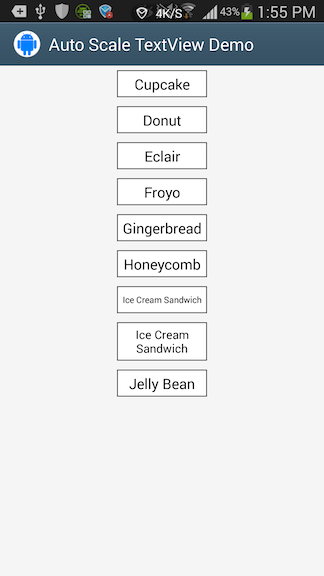 4K/S 43% 1:55 PM
Auto Scale TextView Demo
Cupcake
Donut
Eclair
Froyo
Gingerbread
Honeycomb
Ice Cream Sandwich
Ice Cream
Sandwich
Jelly Bean